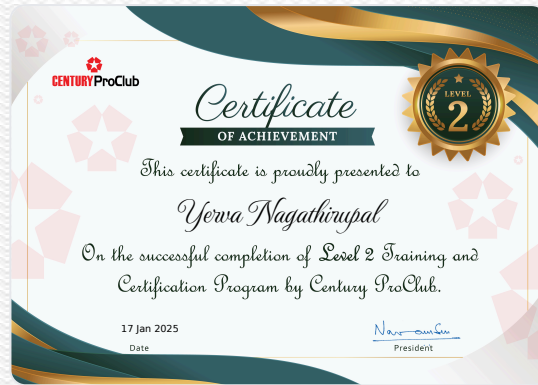 CENTURY ProClub
LEVEL
2
Certificate
OF ACHIEVEMENT
This certificate is proudly presented to
Yerva Nagathirupal
On the successful completion of Level 2 Training and
Certification Program by Century ProClub.
17 Jan 2025
Date
President